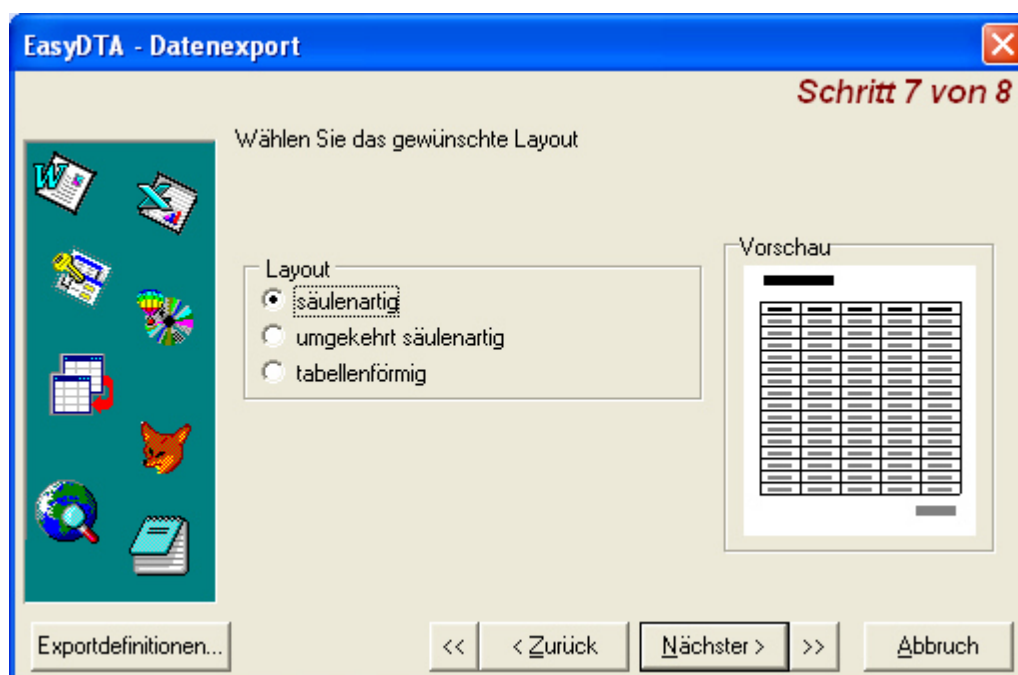 EasyDTA - Datenexport
Schritt 7 von 8
Wählen Sie das gewünschte Layout
Layout
säulenartig
umgekehrt säulenartig
tabellenförmig
Vorschau
Exportdefinitionen...
<<
< Zurück
Nächster >
>>
Abbruch